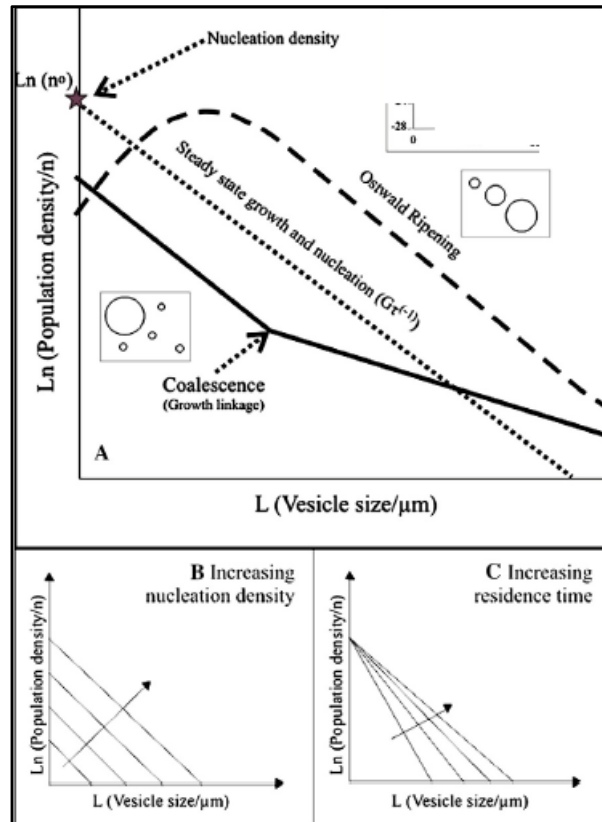 Nucleation density
Ln (nº)
-28
0
Ln (Population density/n)
Steady state growth and nucleation (Gτ⁽⁻¹⁾)
Ostwald Ripening
Coalescence
(Growth linkage)
A
L (Vesicle size/µm)
B Increasing
nucleation density
Ln (Population density/n)
L (Vesicle size/µm)
C Increasing
residence time
Ln (Population density/n)
L (Vesicle size/µm)